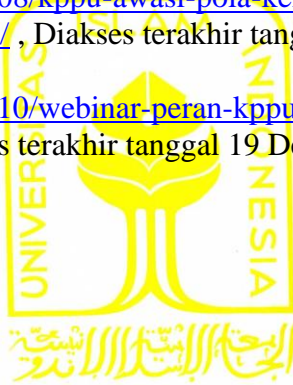 08/kppu-awasi-pola-ke
/ , Diakses terakhir tang
10/webinar-peran-kppu
s terakhir tanggal 19 De
UNIVERSITAS
ISLAM
INDONESIA